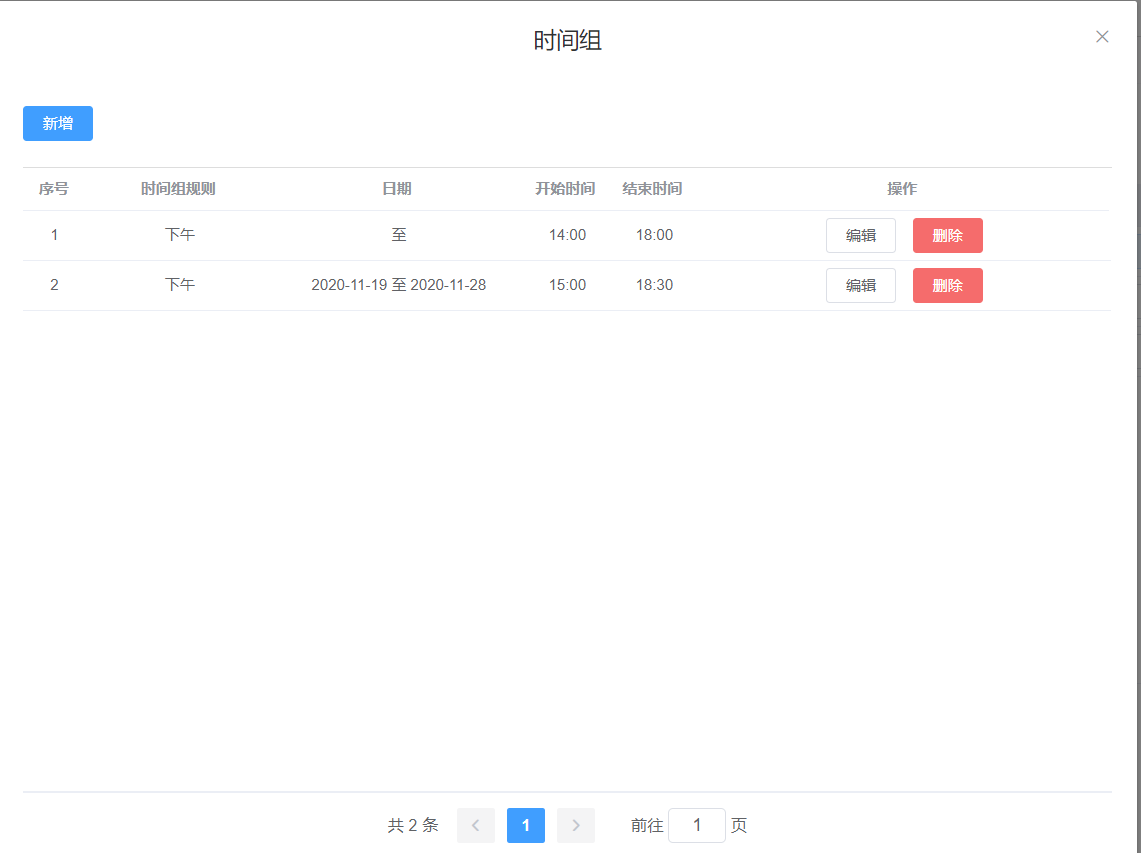 时间组
新增
序号 时间组规则 日期 开始时间 结束时间 操作
1 下午 至 14:00 18:00 编辑 删除
2 下午 2020-11-19 至 2020-11-28 15:00 18:30 编辑 删除
共 2 条 1 前往 1 页